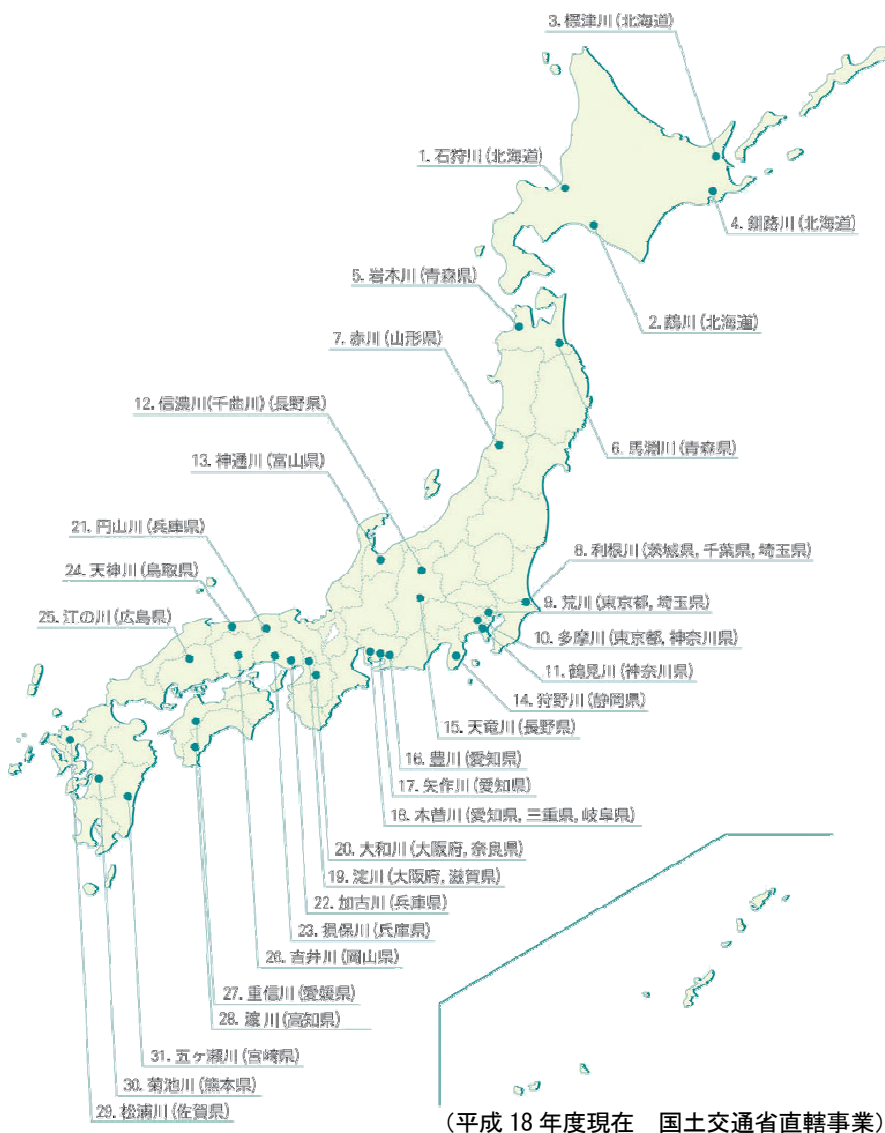 3. 標津川 (北海道)
1. 石狩川 (北海道)
4. 釧路川 (北海道)
5. 岩木川 (青森県)
2. 鵡川 (北海道)
7. 赤川 (山形県)
12. 信濃川(千曲川) (長野県)
6. 馬淵川 (青森県)
13. 神通川 (富山県)
21. 円山川 (兵庫県)
8. 利根川 (茨城県, 千葉県, 埼玉県)
24. 天神川 (鳥取県)
9. 荒川 (東京都, 埼玉県)
25. 江の川 (広島県)
10. 多摩川 (東京都, 神奈川県)
11. 鶴見川 (神奈川県)
14. 狩野川 (静岡県)
15. 天竜川 (長野県)
16. 豊川 (愛知県)
17. 矢作川 (愛知県)
18. 木曽川 (愛知県, 三重県, 岐阜県)
20. 大和川 (大阪府, 奈良県)
19. 淀川 (大阪府, 滋賀県)
22. 加古川 (兵庫県)
23. 揖保川 (兵庫県)
26. 吉井川 (岡山県)
27. 重信川 (愛媛県)
28. 渡川 (高知県)
31. 五ヶ瀬川 (宮崎県)
30. 菊池川 (熊本県)
29. 松浦川 (佐賀県)
(平成 18 年度現在　国土交通省直轄事業)